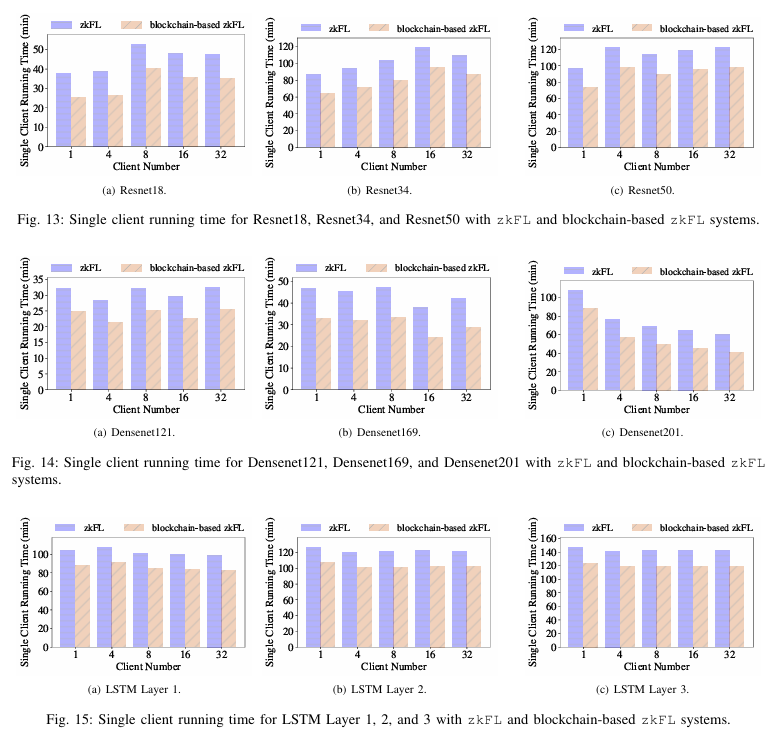 zkFL blockchain-based zkFL
zkFL blockchain-based zkFL
zkFL blockchain-based zkFL
Single Client Running Time (min)
50
40
30
20
10
0
1 4 8 16 32
Client Number
Single Client Running Time (min)
120
100
80
60
40
20
0
1 4 8 16 32
Client Number
Single Client Running Time (min)
120
100
80
60
40
20
0
1 4 8 16 32
Client Number
(a) Resnet18.
(b) Resnet34.
(c) Resnet50.
Fig. 13: Single client running time for Resnet18, Resnet34, and Resnet50 with zkFL and blockchain-based zkFL systems.
zkFL blockchain-based zkFL
zkFL blockchain-based zkFL
zkFL blockchain-based zkFL
Single Client Running Time (min)
35
30
25
20
15
10
5
0
1 4 8 16 32
Client Number
Single Client Running Time (min)
50
40
30
20
10
0
1 4 8 16 32
Client Number
Single Client Running Time (min)
100
80
60
40
20
0
1 4 8 16 32
Client Number
(a) Densenet121.
(b) Densenet169.
(c) Densenet201.
Fig. 14: Single client running time for Densenet121, Densenet169, and Densenet201 with zkFL and blockchain-based zkFL
systems.
zkFL blockchain-based zkFL
zkFL blockchain-based zkFL
zkFL blockchain-based zkFL
Single Client Running Time (min)
100
80
60
40
20
0
1 4 8 16 32
Client Number
Single Client Running Time (min)
120
100
80
60
40
20
0
1 4 8 16 32
Client Number
Single Client Running Time (min)
160
140
120
100
80
60
40
20
0
1 4 8 16 32
Client Number
(a) LSTM Layer 1.
(b) LSTM Layer 2.
(c) LSTM Layer 3.
Fig. 15: Single client running time for LSTM Layer 1, 2, and 3 with zkFL and blockchain-based zkFL systems.